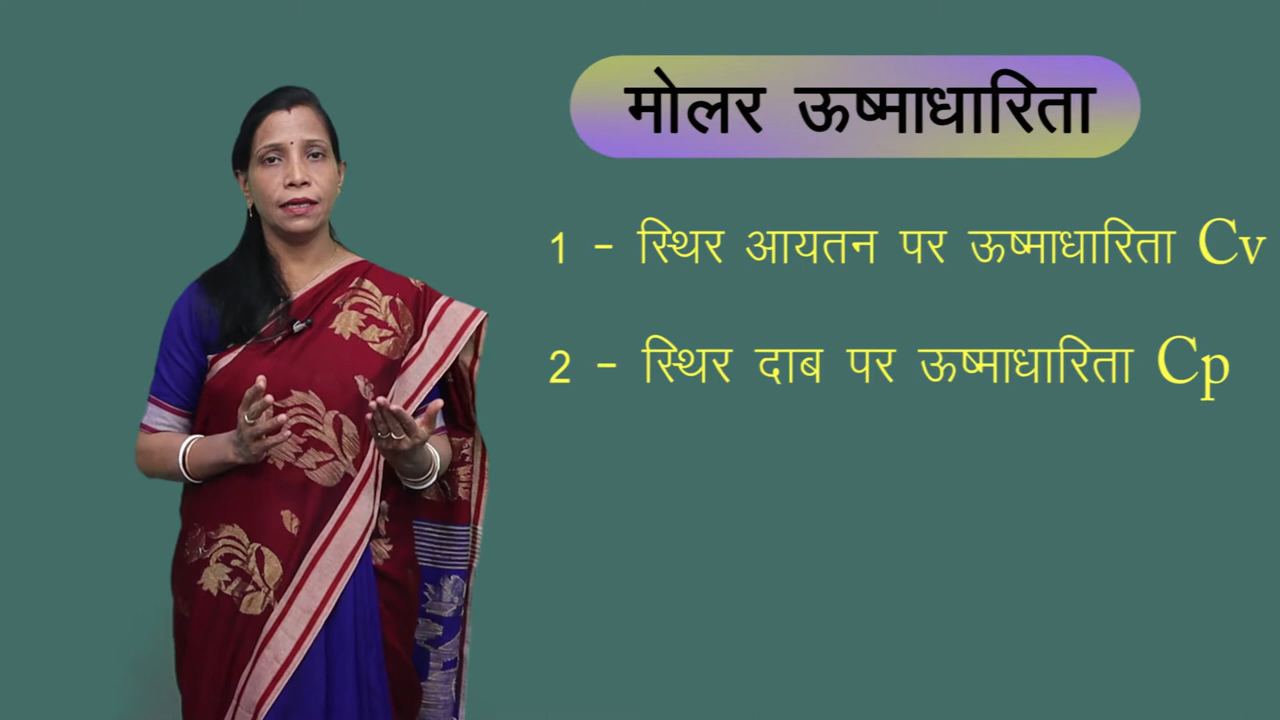 मोलर ऊष्माधारिता
1 - स्थिर आयतन पर ऊष्माधारिता Cv
2 - स्थिर दाब पर ऊष्माधारिता Cp